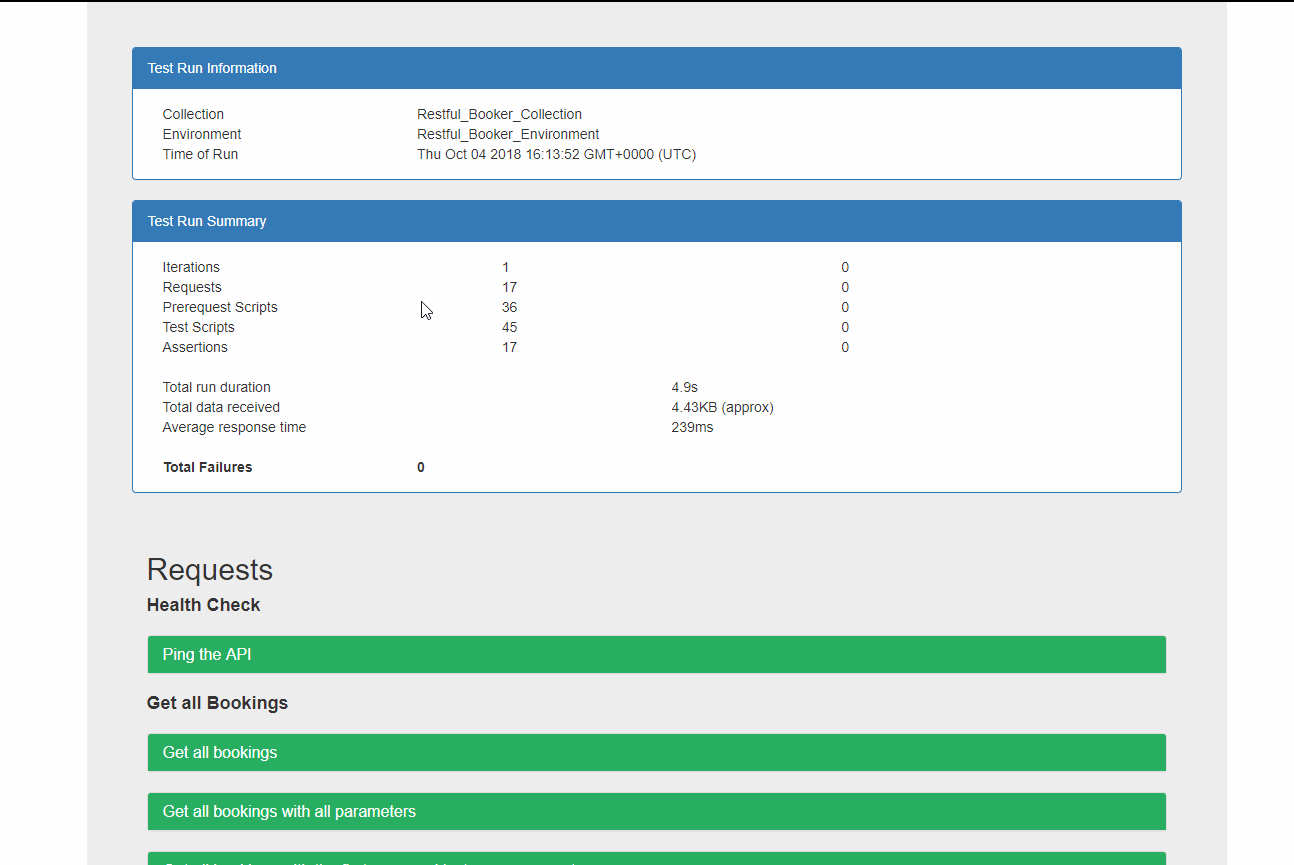 Test Run Information
Collection Restful_Booker_Collection
Environment Restful_Booker_Environment
Time of Run Thu Oct 04 2018 16:13:52 GMT+0000 (UTC)
Test Run Summary
Iterations 1 0
Requests 17 0
Prerequest Scripts 36 0
Test Scripts 45 0
Assertions 17 0
Total run duration 4.9s
Total data received 4.43KB (approx)
Average response time 239ms
Total Failures 0
Requests
Health Check
Ping the API
Get all Bookings
Get all bookings
Get all bookings with all parameters